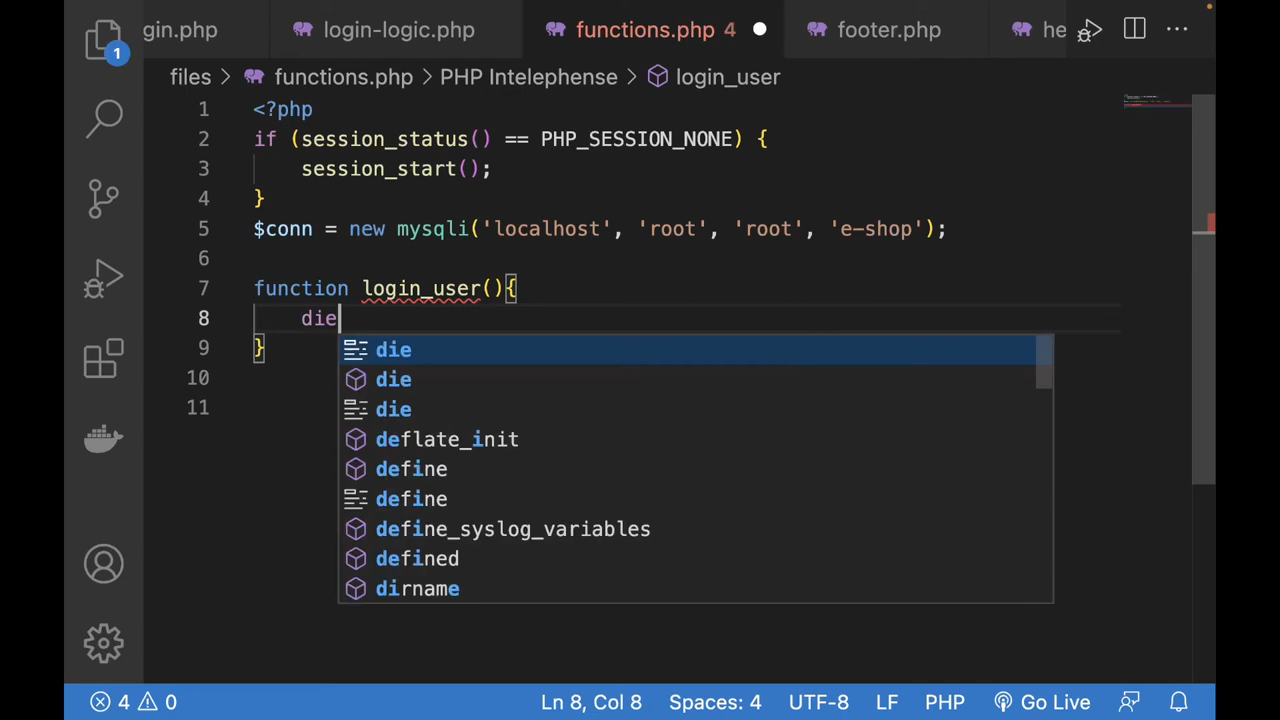 gin.php login-logic.php functions.php 4 footer.php he
1
files > functions.php > PHP Intelephense > login_user
1 <?php
2 if (session_status() == PHP_SESSION_NONE) {
3 session_start();
4 }
5 $conn = new mysqli('localhost', 'root', 'root', 'e-shop');
6
7 function login_user(){
8 die
9 }
10
11
die
die
die
deflate_init
define
define
define_syslog_variables
defined
dirname
4 0 Ln 8, Col 8 Spaces: 4 UTF-8 LF PHP Go Live